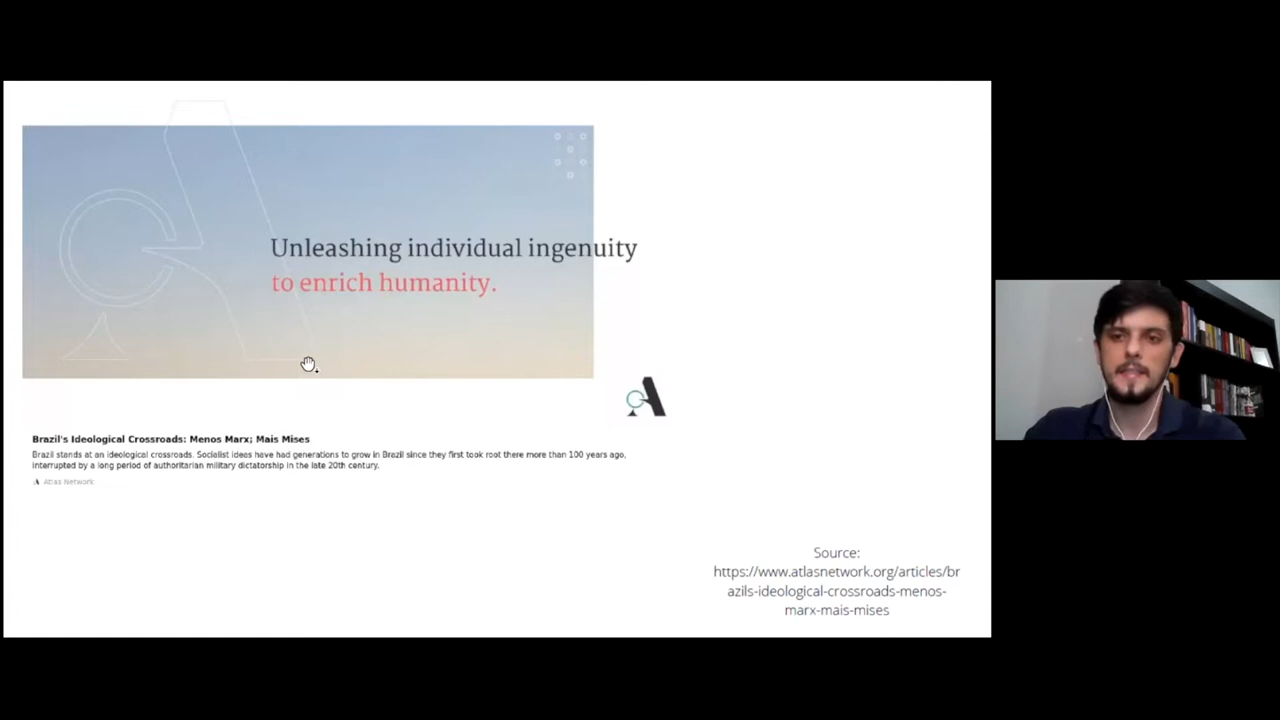 Unleashing individual ingenuity
to enrich humanity.
Brazil's Ideological Crossroads: Menos Marx; Mais Mises
Brazil stands at an ideological crossroads. Socialist ideas have had generations to grow in Brazil since they first took root there more than 100 years ago,
interrupted by a long period of authoritarian military dictatorship in the late 20th century.
Atlas Network
Source:
https://www.atlasnetwork.org/articles/br
azils-ideological-crossroads-menos-
marx-mais-mises